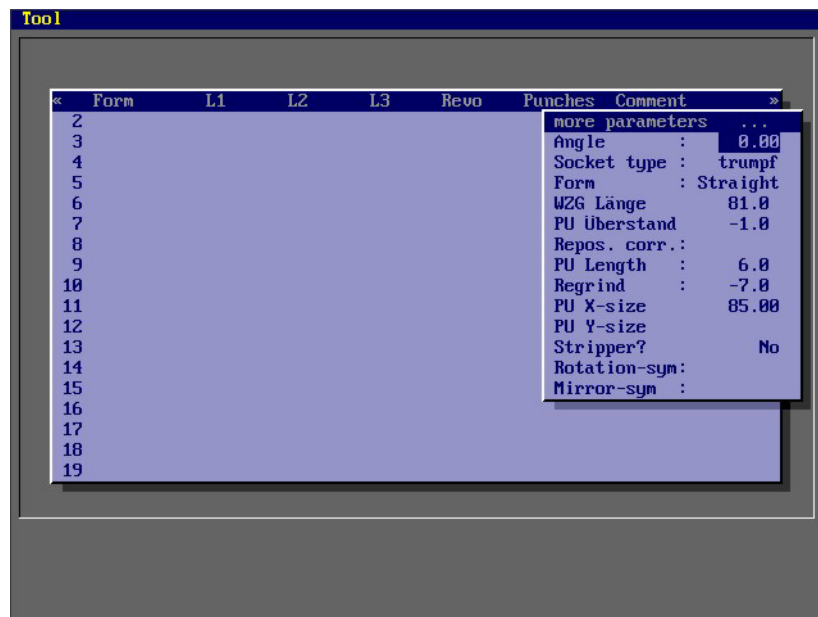 Tool
« Form L1 L2 L3 Revo Punches Comment »
2
more parameters ...
3
Angle : 0.00
4
Socket type : trumpf
5
Form : Straight
6
WZG Länge 81.0
7
PU Überstand -1.0
8
Repos. corr.:
9
PU Length : 6.0
10
Regrind : -7.0
11
PU X-size 85.00
12
PU Y-size
13
Stripper? No
14
Rotation-sym:
15
Mirror-sym :
16
17
18
19